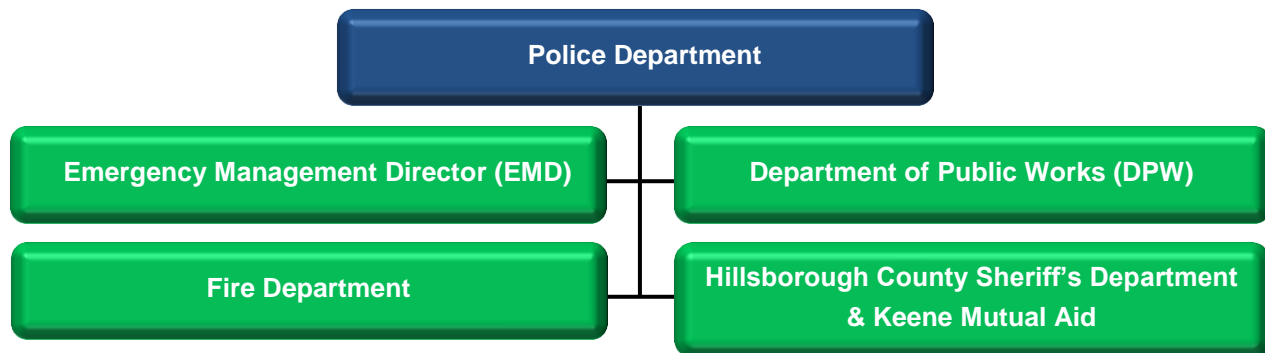 Police Department
Emergency Management Director (EMD)
Department of Public Works (DPW)
Fire Department
Hillsborough County Sheriff’s Department
& Keene Mutual Aid